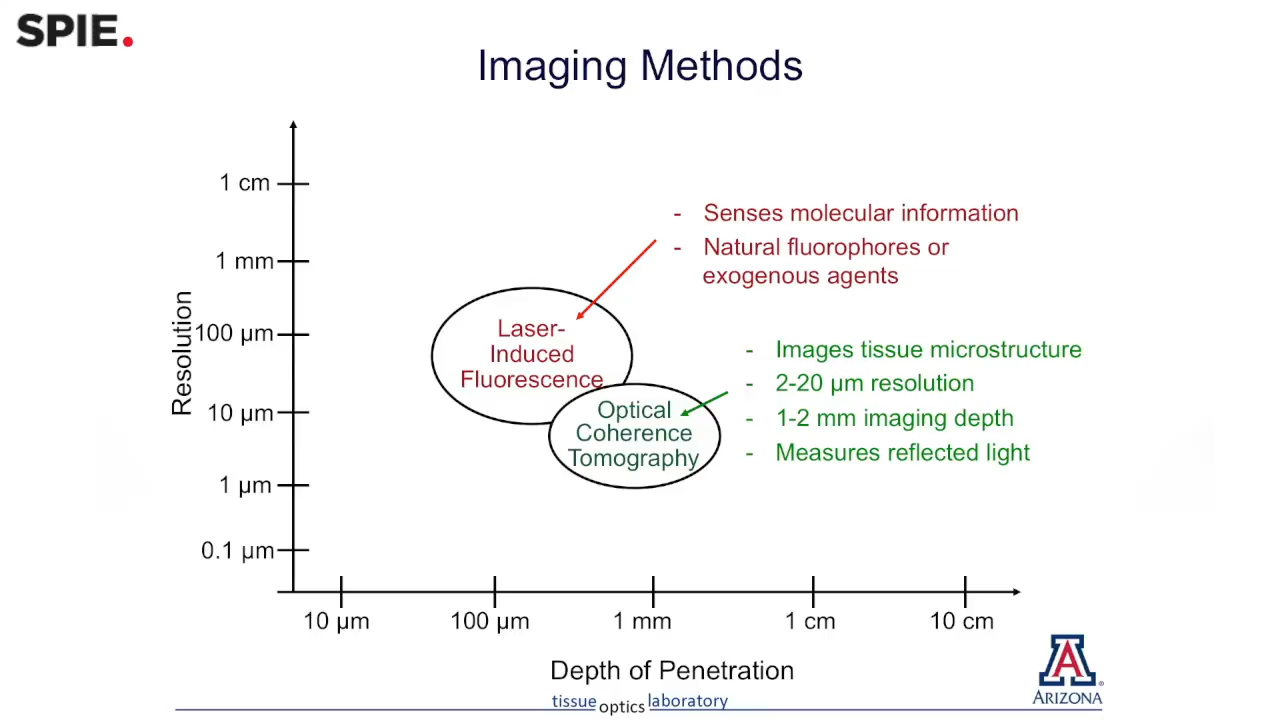 SPIE.
Imaging Methods
1 cm
1 mm
100 µm
10 µm
1 µm
0.1 µm
Resolution
- Senses molecular information
- Natural fluorophores or
exogenous agents
Laser-
Induced
Fluorescence
Optical
Coherence
Tomography
- Images tissue microstructure
- 2-20 µm resolution
- 1-2 mm imaging depth
- Measures reflected light
10 µm
100 µm
1 mm
1 cm
10 cm
Depth of Penetration
tissue optics laboratory
A
ARIZONA